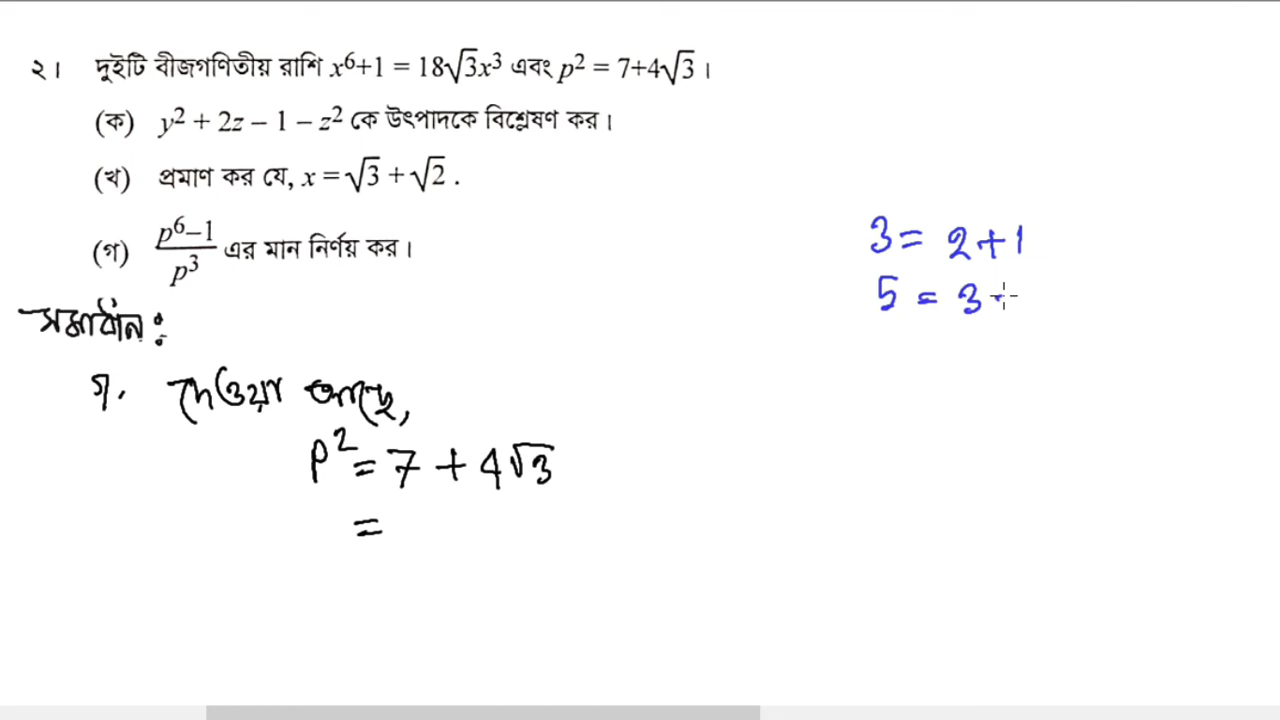 ২। দুইটি বীজগণিতীয় রাশি x⁶+1 = 18√3x³ এবং p² = 7+4√3 ।
(ক) y² + 2z – 1 – z² কে উৎপাদকে বিশ্লেষণ কর।
(খ) প্রমাণ কর যে, x = √3 + √2 .
(গ) p⁶–1/p³ এর মান নির্ণয় কর।
3 = 2+1
5 = 3+
সমাধান :
গ. দেওয়া আছে,
P² = 7 + 4√3
=